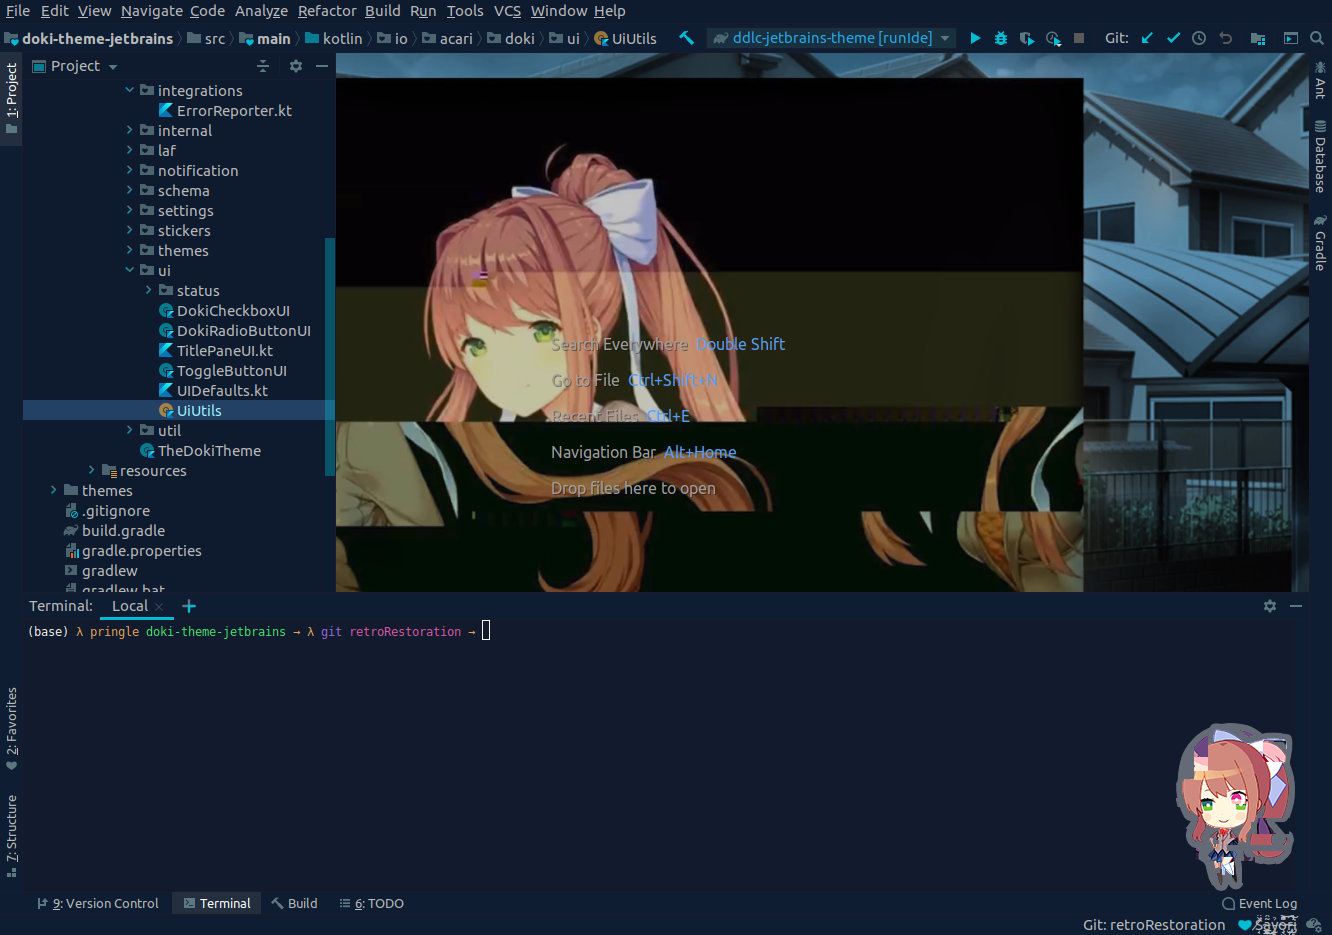 File Edit View Navigate Code Analyze Refactor Build Run Tools VCS Window Help
doki-theme-jetbrains src main kotlin io acari doki ui UiUtils ddlc-jetbrains-theme [runIde] Git:
1: Project
Project
integrations
ErrorReporter.kt
internal
laf
notification
schema
settings
stickers
themes
ui
status
DokiCheckboxUI
DokiRadioButtonUI
TitlePaneUI.kt
ToggleButtonUI
UIDefaults.kt
UiUtils
util
TheDokiTheme
resources
themes
.gitignore
build.gradle
gradle.properties
gradlew
gradlew.bat
Search Everywhere Double Shift
Go to File Ctrl+Shift+N
Recent Files Ctrl+E
Navigation Bar Alt+Home
Drop files here to open
Ant
Database
Gradle
Terminal: Local
(base) λ pringle doki-theme-jetbrains → λ git retroRestoration →
2: Favorites
7: Structure
9: Version Control Terminal Build 6: TODO Event Log
Git: retroRestoration Sayori